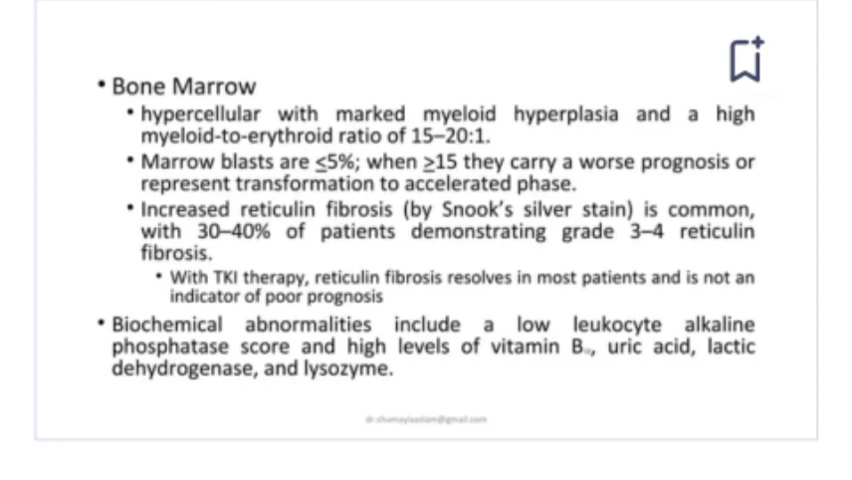 • Bone Marrow
• hypercellular with marked myeloid hyperplasia and a high
myeloid-to-erythroid ratio of 15–20:1.
• Marrow blasts are ≤5%; when ≥15 they carry a worse prognosis or
represent transformation to accelerated phase.
• Increased reticulin fibrosis (by Snook's silver stain) is common,
with 30–40% of patients demonstrating grade 3–4 reticulin
fibrosis.
• With TKI therapy, reticulin fibrosis resolves in most patients and is not an
indicator of poor prognosis
• Biochemical abnormalities include a low leukocyte alkaline
phosphatase score and high levels of vitamin B, uric acid, lactic
dehydrogenase, and lysozyme.